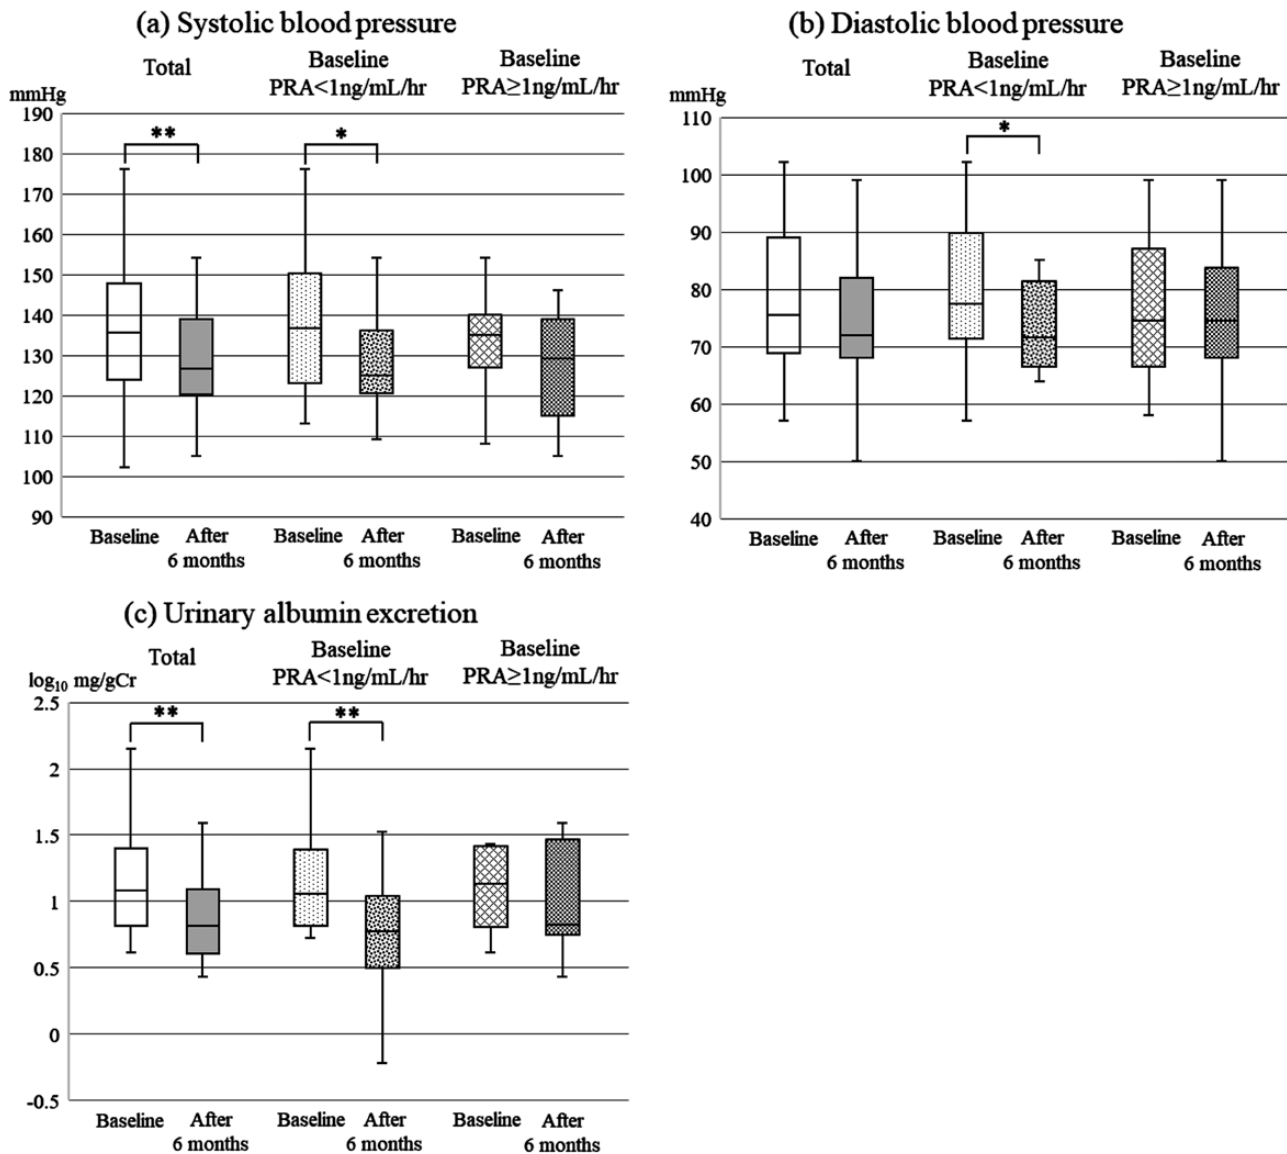 (a) Systolic blood pressure
Total
Baseline
PRA<1ng/mL/hr
Baseline
PRA≥1ng/mL/hr
mmHg
190
180
170
160
150
140
130
120
110
100
90
**
*
Baseline
After
6 months
Baseline
After
6 months
Baseline
After
6 months
(b) Diastolic blood pressure
Total
Baseline
PRA<1ng/mL/hr
Baseline
PRA≥1ng/mL/hr
mmHg
110
100
90
80
70
60
50
40
*
Baseline
After
6 months
Baseline
After
6 months
Baseline
After
6 months
(c) Urinary albumin excretion
Total
Baseline
PRA<1ng/mL/hr
Baseline
PRA≥1ng/mL/hr
log₁₀ mg/gCr
2.5
2
1.5
1
0.5
0
-0.5
**
**
Baseline
After
6 months
Baseline
After
6 months
Baseline
After
6 months